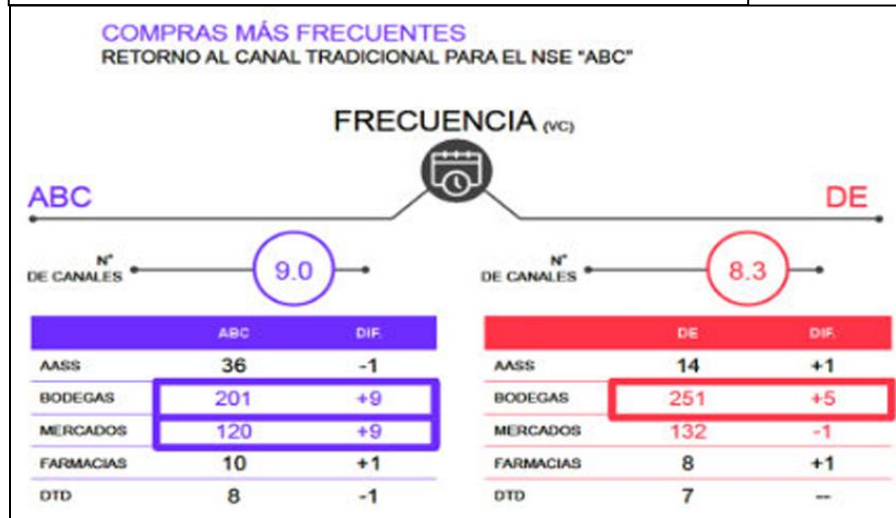 COMPRAS MÁS FRECUENTES
RETORNO AL CANAL TRADICIONAL PARA EL NSE "ABC"
FRECUENCIA (VC)
ABC
N°
DE CANALES
9.0
ABC DIF.
AASS 36 -1
BODEGAS 201 +9
MERCADOS 120 +9
FARMACIAS 10 +1
DTD 8 -1
DE
N°
DE CANALES
8.3
DE DIF.
AASS 14 +1
BODEGAS 251 +5
MERCADOS 132 -1
FARMACIAS 8 +1
DTD 7 --